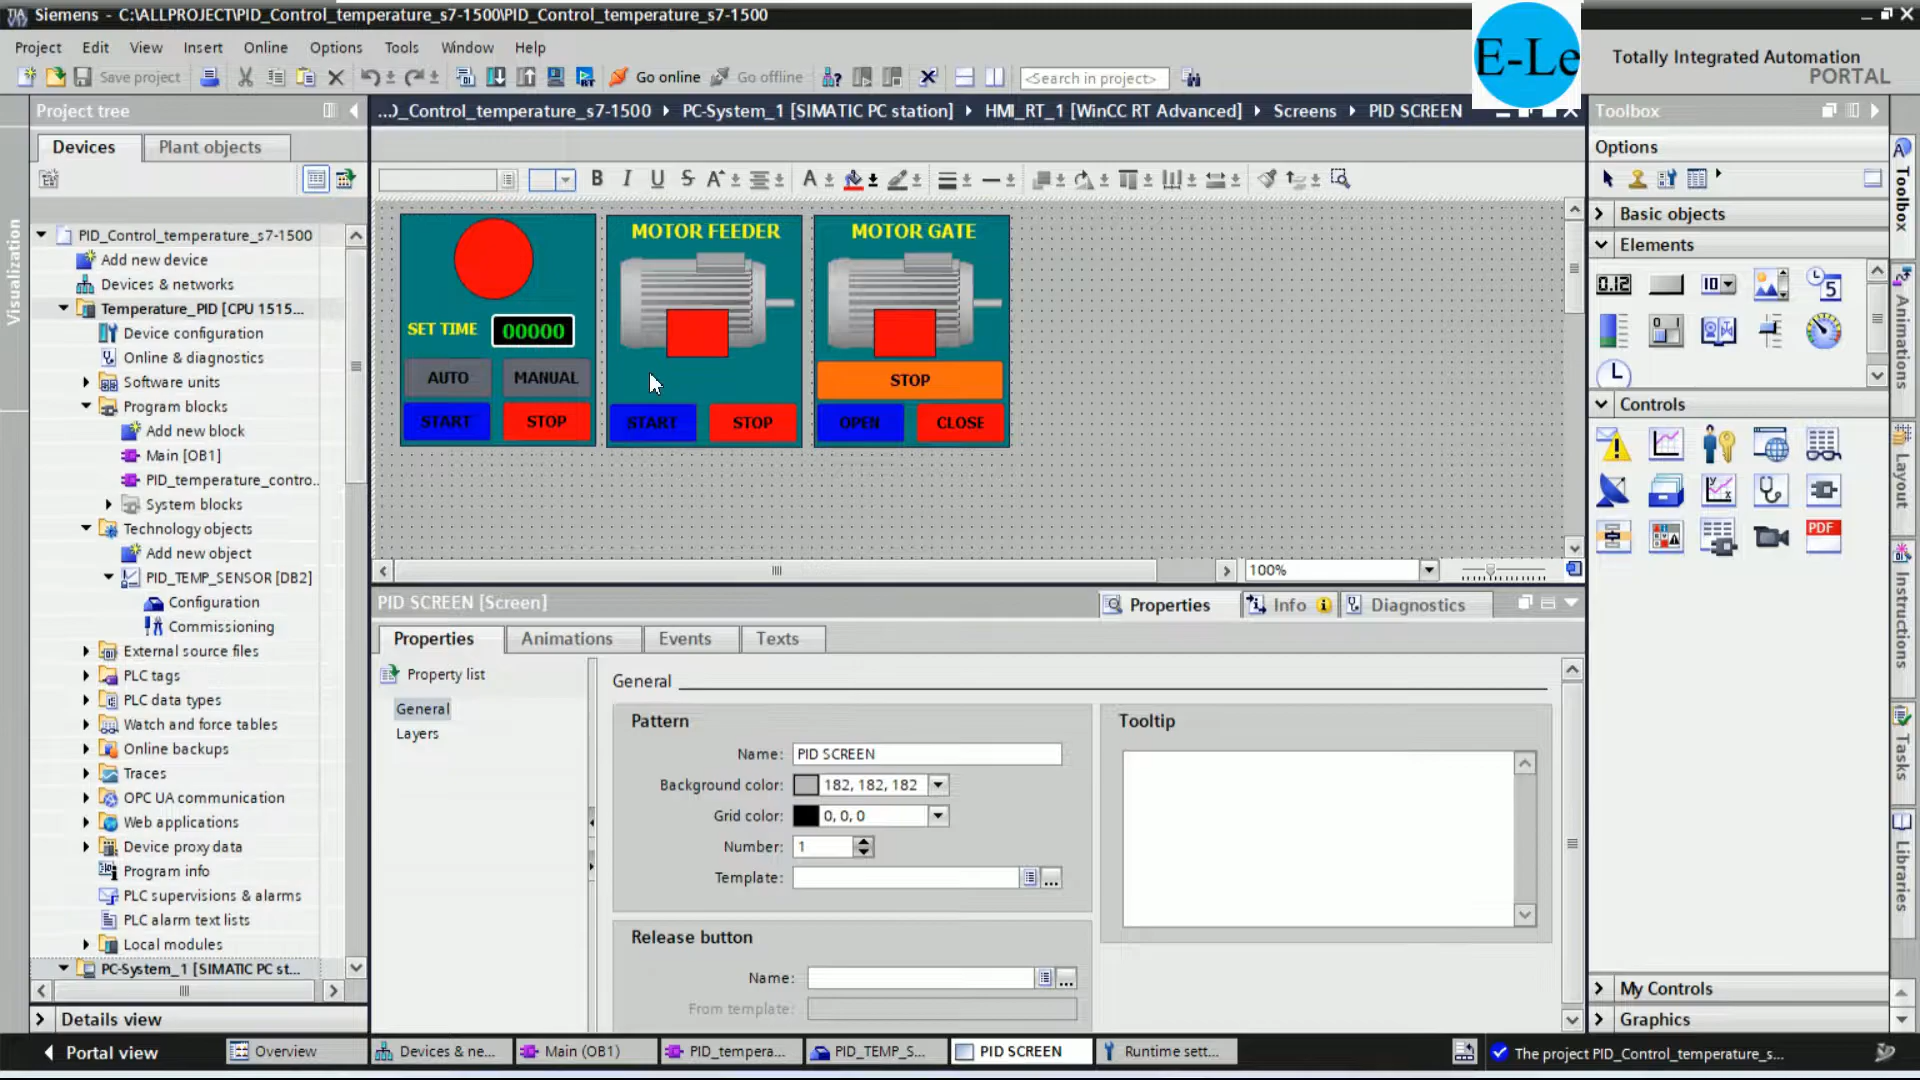 Siemens - C:\ALLPROJECT\PID_Control_temperature_s7-1500\PID_Control_temperature_s7-1500
Project Edit View Insert Online Options Tools Window Help
E-Le
Totally Integrated Automation
PORTAL
Save project
Go online
Go offline
<Search in project>
Project tree
...)_Control_temperature_s7-1500 PC-System_1 [SIMATIC PC station] HMI_RT_1 [WinCC RT Advanced] Screens PID SCREEN
Toolbox
Devices
Plant objects
Options
Visualization
PID_Control_temperature_s7-1500
Add new device
Devices & networks
Temperature_PID [CPU 1515...
Device configuration
Online & diagnostics
Software units
Program blocks
Add new block
Main [OB1]
PID_temperature_contro..
System blocks
Technology objects
Add new object
PID_TEMP_SENSOR [DB2]
Configuration
Commissioning
External source files
PLC tags
PLC data types
Watch and force tables
Online backups
Traces
OPC UA communication
Web applications
Device proxy data
Program info
PLC supervisions & alarms
PLC alarm text lists
Local modules
PC-System_1 [SIMATIC PC st...
Details view
B I U S A A
MOTOR FEEDER
MOTOR GATE
SET TIME 00000
AUTO MANUAL
START STOP
START STOP
STOP
OPEN CLOSE
100%
PID SCREEN [Screen]
Properties
Info
Diagnostics
Properties
Animations
Events
Texts
Property list
General
Layers
General
Pattern
Name: PID SCREEN
Background color: 182, 182, 182
Grid color: 0, 0, 0
Number: 1
Template:
Tooltip
Release button
Name:
From template:
Basic objects
Elements
0.12
10
5
Controls
PDF
My Controls
Graphics
Toolbox
Animations
Layout
Instructions
Tasks
Libraries
Portal view
Overview
Devices & ne...
Main (OB1)
PID_tempera...
PID_TEMP_S...
PID SCREEN
Runtime sett...
The project PID_Control_temperature_s...